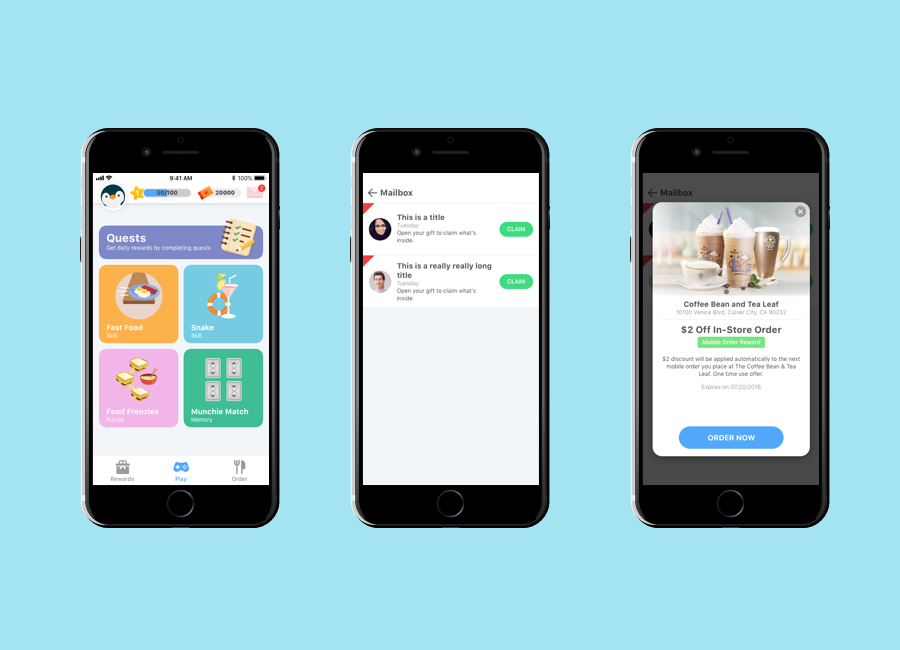 9:41 AM
100%
1
50/100
20000
2
Quests
Get daily rewards by completing quests
Fast Food
Skill
Snake
Skill
Food Frenzies
Puzzle
Munchie Match
Memory
Rewards
Play
Order
Mailbox
This is a title
Tuesday
Open your gift to claim what's
inside.
CLAIM
This is a really really long
title
Tuesday
Open your gift to claim what's
inside.
CLAIM
Mailbox
Coffee Bean and Tea Leaf
10100 Venice Blvd, Culver City, CA 90232
$2 Off In-Store Order
Mobile Order Reward
$2 discount will be applied automatically to the next
mobile order you place at The Coffee Bean & Tea
Leaf. One time use offer.
Expires on 07/20/2018
ORDER NOW